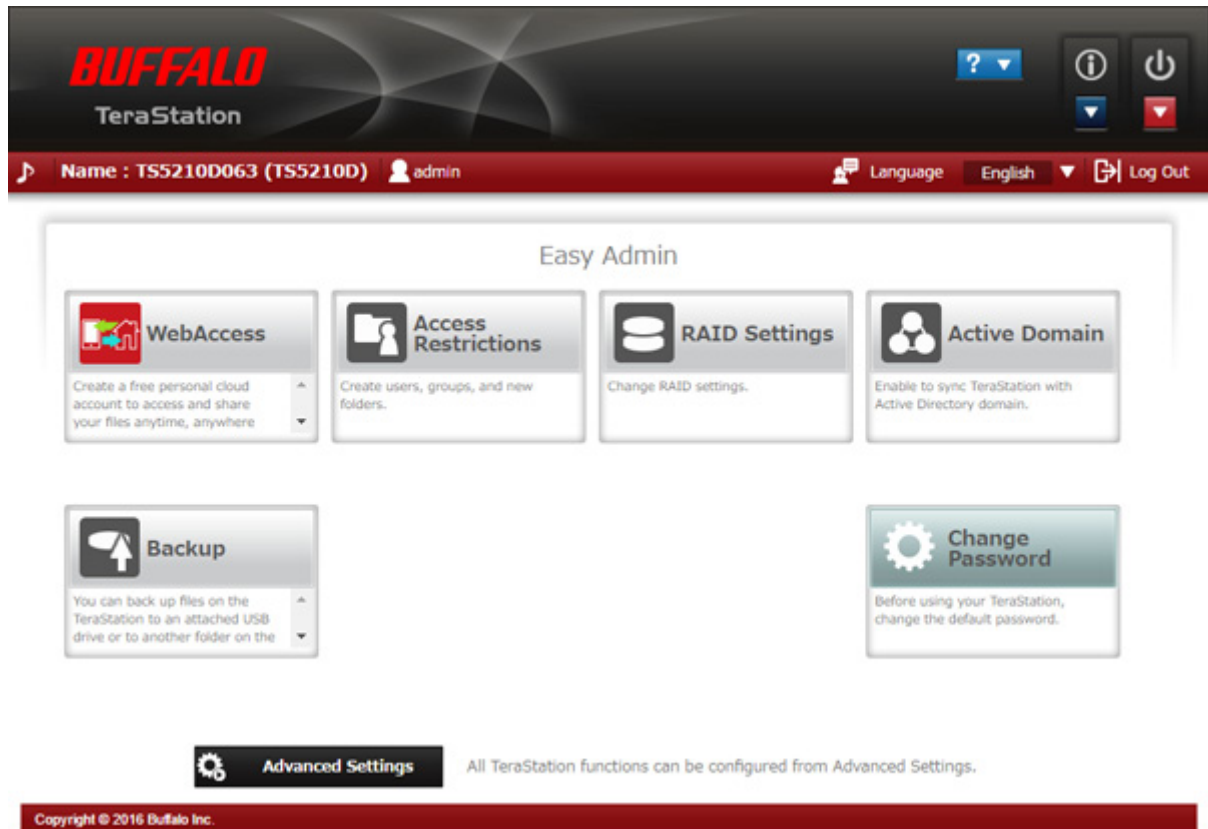 BUFFALO
TeraStation
?
Name : TS5210D063 (TS5210D)
admin
Language
English
Log Out
Easy Admin
WebAccess
Create a free personal cloud
account to access and share
your files anytime, anywhere
Access
Restrictions
Create users, groups, and new
folders.
RAID Settings
Change RAID settings.
Active Domain
Enable to sync TeraStation with
Active Directory domain.
Backup
You can back up files on the
TeraStation to an attached USB
drive or to another folder on the
Change
Password
Before using your TeraStation,
change the default password.
Advanced Settings
All TeraStation functions can be configured from Advanced Settings.
Copyright © 2016 Buffalo Inc.